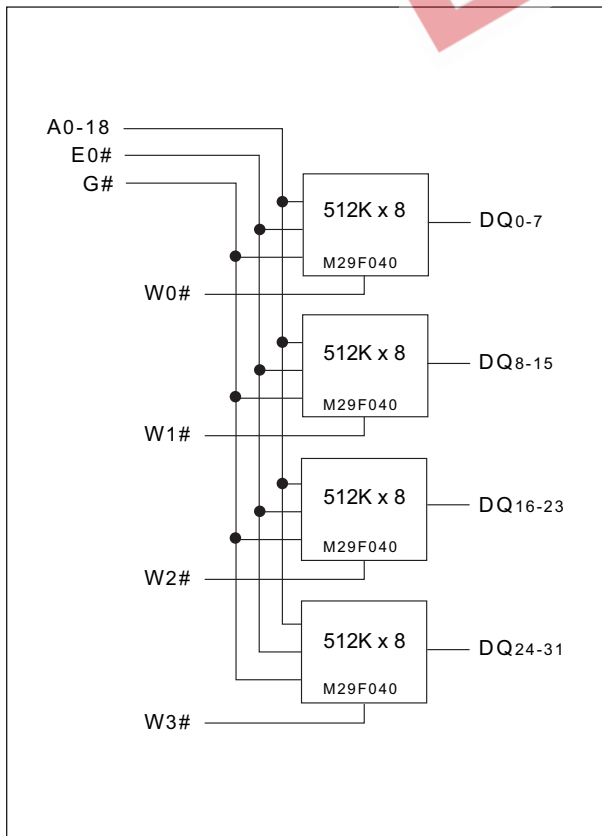 A0-18
E0#
G#
512K x 8
M29F040
DQ0-7
W0#
512K x 8
M29F040
DQ8-15
W1#
512K x 8
M29F040
DQ16-23
W2#
512K x 8
M29F040
DQ24-31
W3#